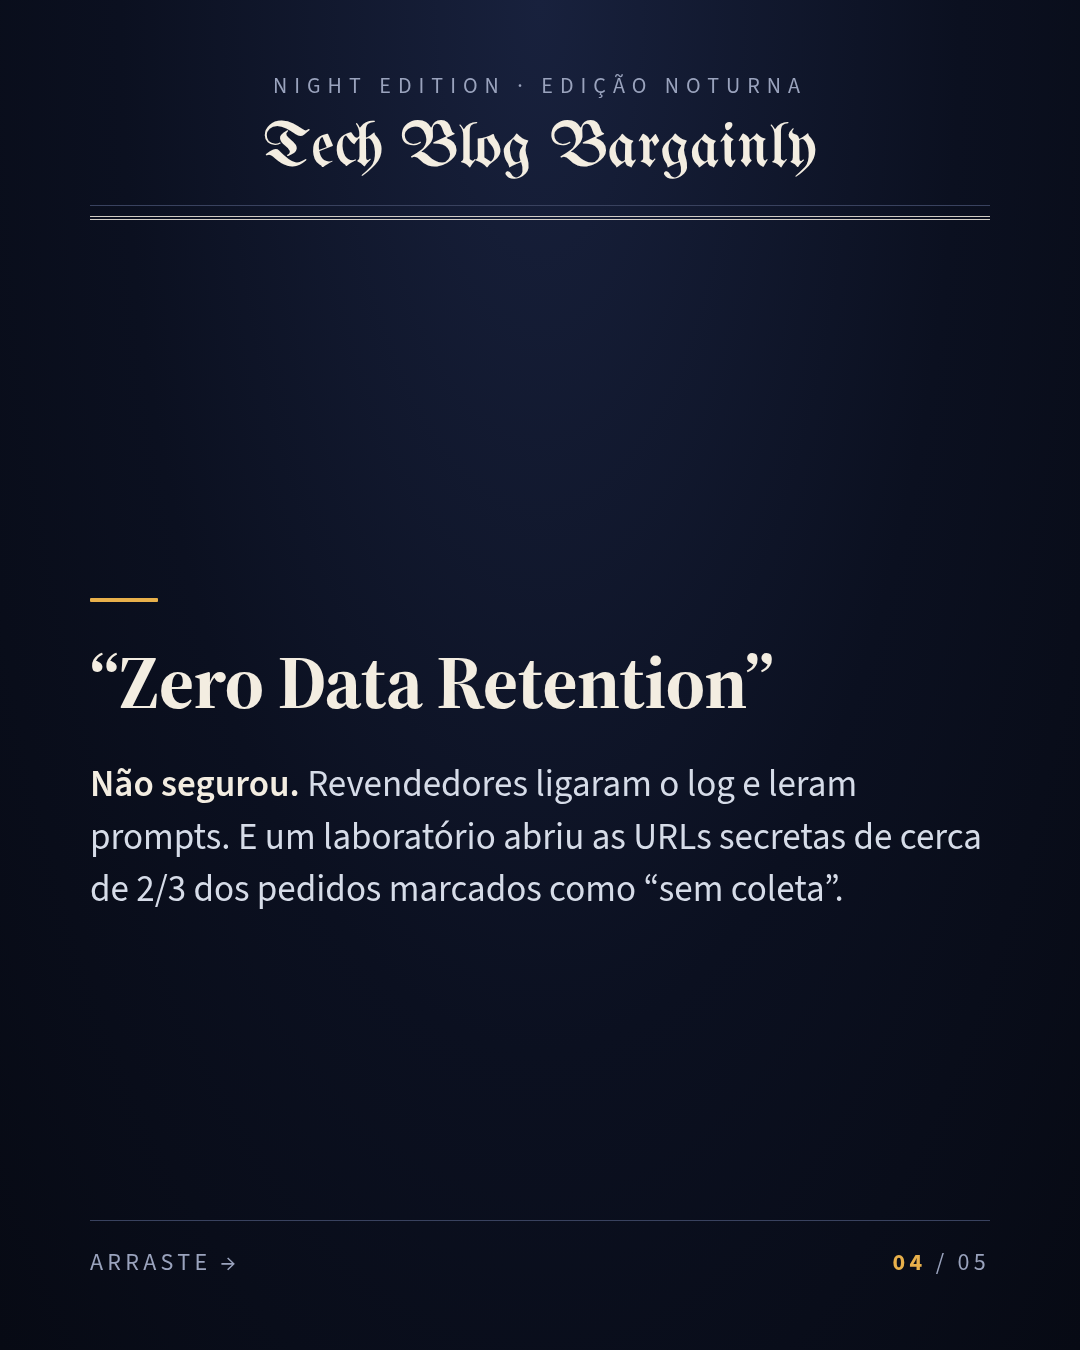 NIGHT EDITION · EDIÇÃO NOTURNA
Tech Blog Bargainly
“Zero Data Retention”
Não segurou. Revendedores ligaram o log e leram
prompts. E um laboratório abriu as URLs secretas de cerca
de 2/3 dos pedidos marcados como “sem coleta”.
ARRASTE →
04 / 05